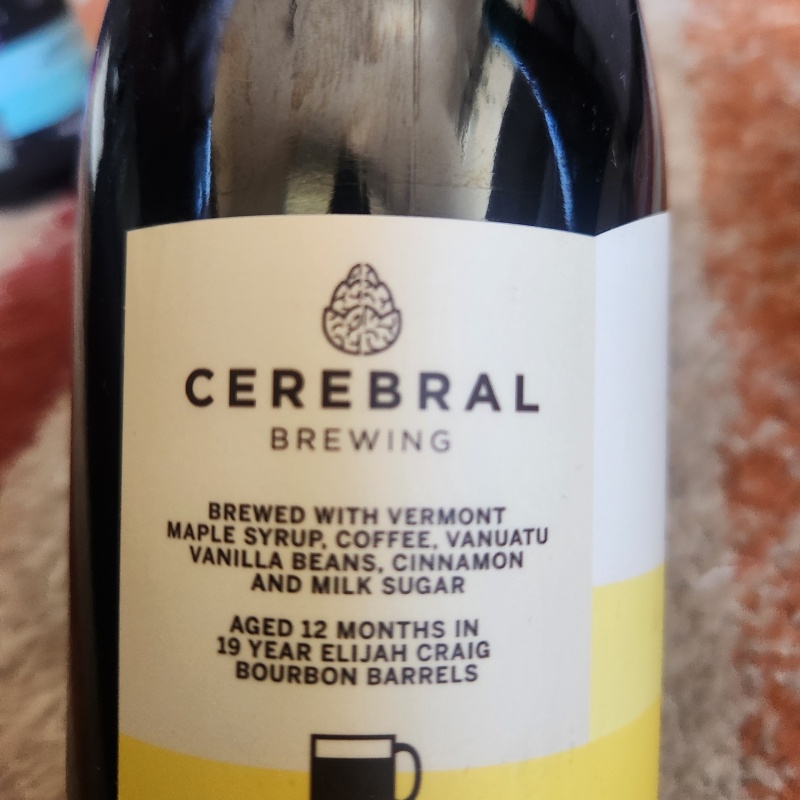 CEREBRAL
BREWING
BREWED WITH VERMONT
MAPLE SYRUP, COFFEE, VANUATU
VANILLA BEANS, CINNAMON
AND MILK SUGAR
AGED 12 MONTHS IN
19 YEAR ELIJAH CRAIG
BOURBON BARRELS